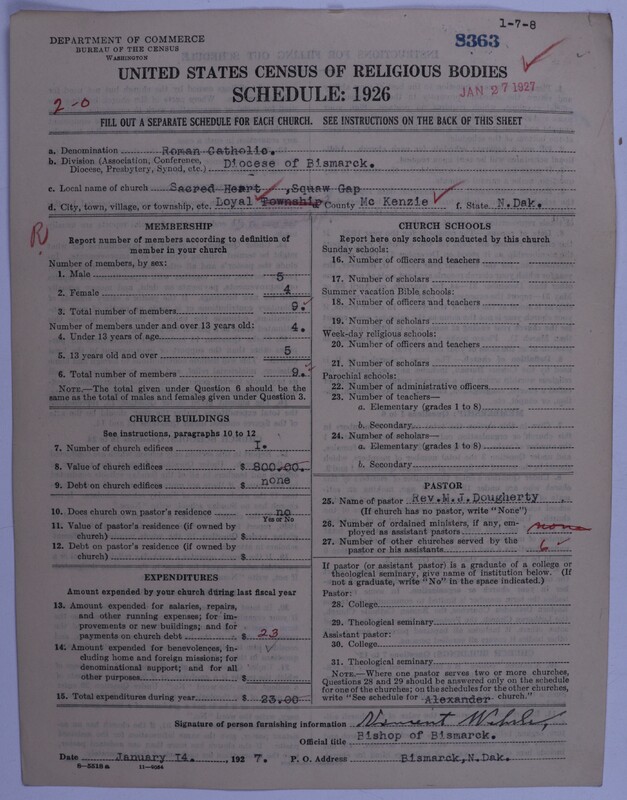 1-7-8
DEPARTMENT OF COMMERCE
BUREAU OF THE CENSUS
WASHINGTON
8363
UNITED STATES CENSUS OF RELIGIOUS BODIES
SCHEDULE: 1926
JAN 27 1927
2-0
FILL OUT A SEPARATE SCHEDULE FOR EACH CHURCH. SEE INSTRUCTIONS ON THE BACK OF THIS SHEET
a. Denomination Roman Catholic.
b. Division (Association, Conference, Diocese, Presbytery, Synod, etc.) Diocese of Bismarck.
c. Local name of church Sacred Heart ,Squaw Gap
d. City, town, village, or township, etc. Loyal Township County Mc Kenzie f. State N.Dak.
R
MEMBERSHIP
Report number of members according to definition of
member in your church
Number of members, by sex:
1. Male 5
2. Female 4
3. Total number of members 9.
Number of members under and over 13 years old:
4. Under 13 years of age 4.
5. 13 years old and over 5
6. Total number of members 9.
NOTE.—The total given under Question 6 should be
same as the total of males and females given under Question 3.
CHURCH BUILDINGS
See instructions, paragraphs 10 to 12
7. Number of church edifices I.
8. Value of church edifices $ 800.00.
9. Debt on church edifices $ none
10. Does church own pastor's residence? no
Yes or No
11. Value of pastor's residence (if owned by
church) $
12. Debt on pastor's residence (if owned by
church) $
EXPENDITURES
Amount expended by your church during last fiscal year
13. Amount expended for salaries, repairs,
and other running expenses; for im-
provements or new buildings; and for
payments on church debt $ 23
14. Amount expended for benevolences, in-
cluding home and foreign missions; for
denominational support; and for all
other purposes $
15. Total expenditures during year $ 23.00
CHURCH SCHOOLS
Report here only schools conducted by this church
Sunday schools:
16. Number of officers and teachers
17. Number of scholars
Summer vacation Bible schools:
18. Number of officers and teachers
19. Number of scholars
Week-day religious schools:
20. Number of officers and teachers
21. Number of scholars
Parochial schools:
22. Number of administrative officers
23. Number of teachers—
a. Elementary (grades 1 to 8)
b. Secondary
24. Number of scholars—
a. Elementary (grades 1 to 8)
b. Secondary
PASTOR
25. Name of pastor Rev.M.J.Dougherty .
(If church has no pastor, write "None")
26. Number of ordained ministers, if any, em-
ployed as assistant pastors none
27. Number of other churches served by the
pastor or his assistants 6
If pastor (or assistant pastor) is a graduate of a college or
theological seminary, give name of institution below. (If
not a graduate, write "No" in the space indicated.)
Pastor:
28. College
29. Theological seminary
Assistant pastor:
30. College
31. Theological seminary
NOTE.—Where one pastor serves two or more churches,
Questions 28 and 29 should be answered only on the schedule
for one of the churches; on the schedules for the other churches,
write "See schedule for Alexander church."
Signature of person furnishing information Vincent Wehrle,
Official title Bishop of Bismarck.
Date January I4. , 1927. P. O. Address Bismarck,N.Dak.
8-5518a 11-4084